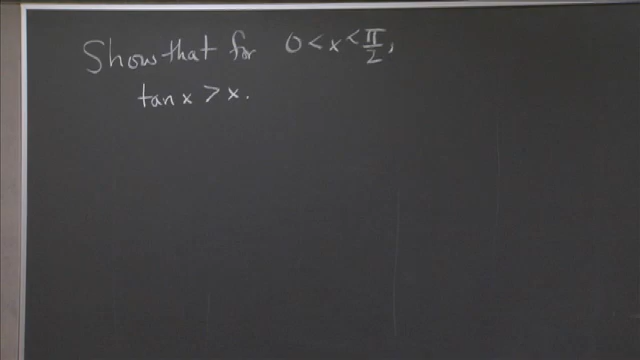 Show that for 0 < x < π/2,
tan x > x.